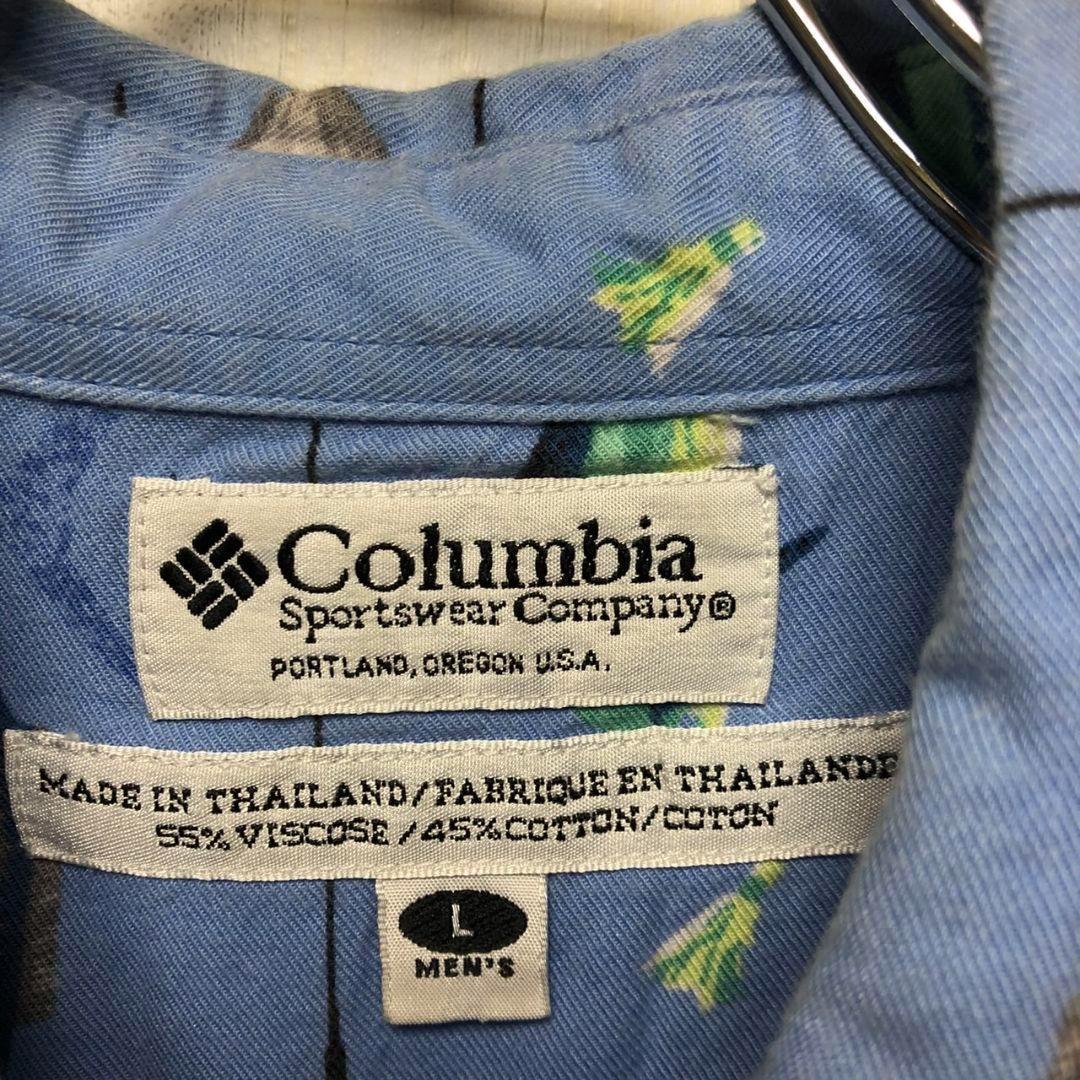 Columbia
Sportswear Company®
PORTLAND, OREGON U.S.A.
MADE IN THAILAND/FABRIQUE EN THAILANDE
55% VISCOSE/45% COTTON/COTON
L
MEN'S